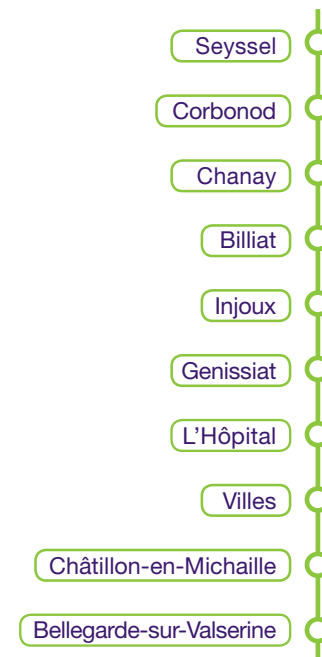 Seyssel
Corbonod
Chanay
Billiat
Injoux
Genissiat
L’Hôpital
Villes
Châtillon-en-Michaille
Bellegarde-sur-Valserine